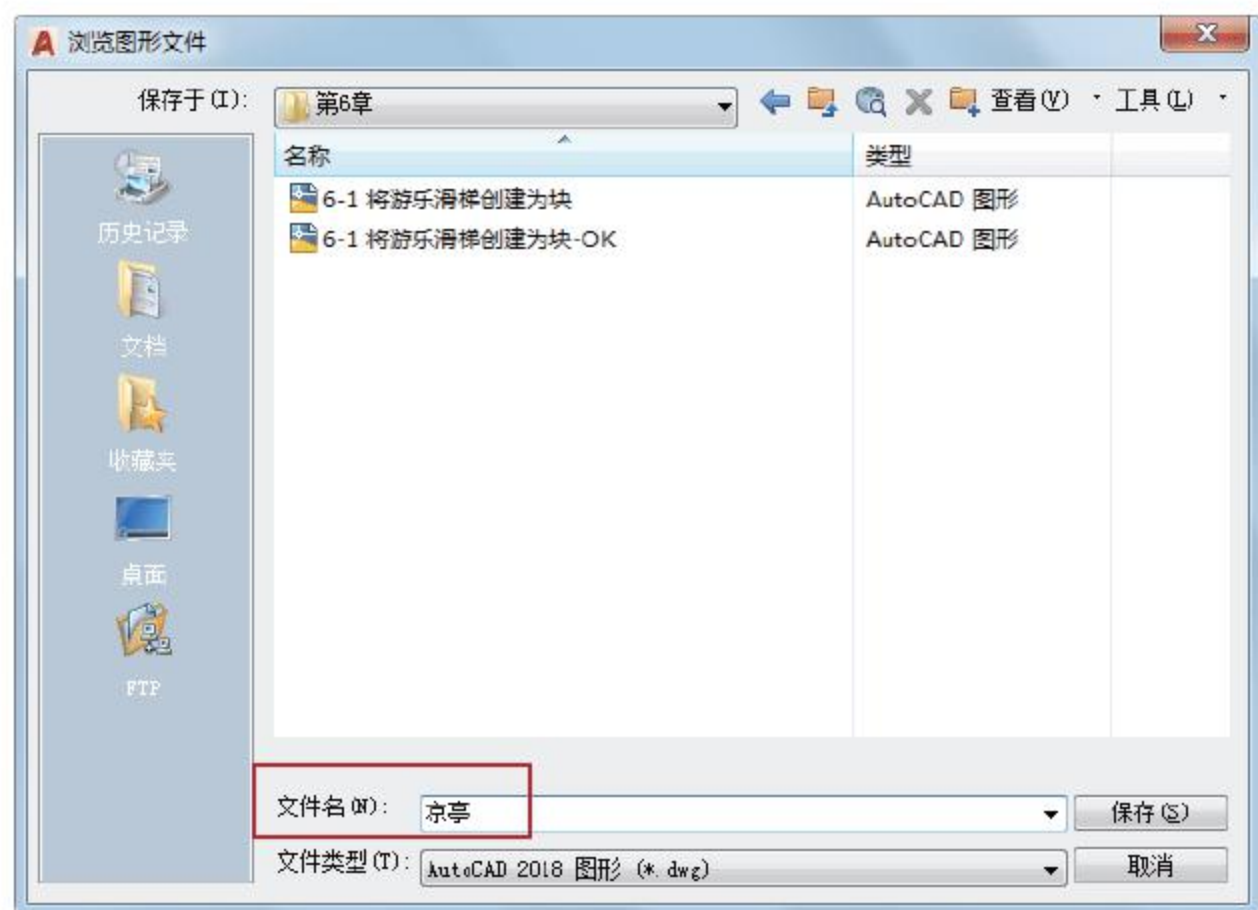 浏览图形文件
保存于(I):
第6章
查看(V)
工具(L)
名称
类型
6-1 将游乐滑梯创建为块
AutoCAD 图形
6-1 将游乐滑梯创建为块-OK
AutoCAD 图形
历史记录
文档
收藏夹
桌面
FTP
文件名(N):
京亭
保存(S)
文件类型(T):
AutoCAD 2018 图形 (*.dwg)
取消